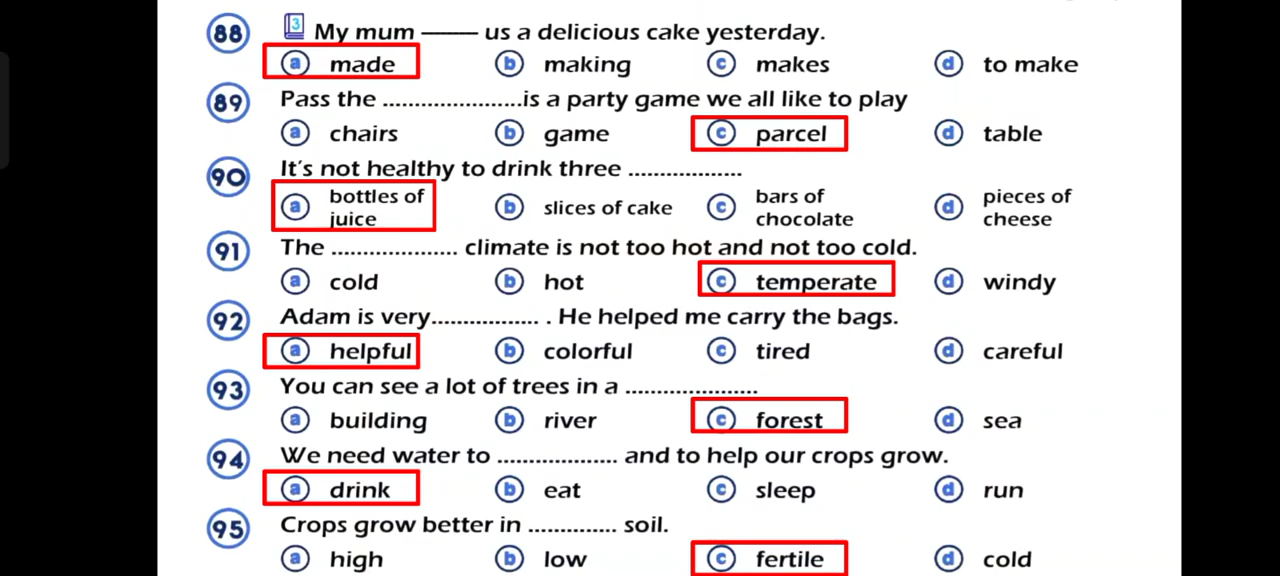 88 3 My mum ——— us a delicious cake yesterday.
a made b making c makes d to make
89 Pass the ......................is a party game we all like to play
a chairs b game c parcel d table
90 It's not healthy to drink three ..................
a bottles of juice b slices of cake c bars of chocolate d pieces of cheese
91 The .................... climate is not too hot and not too cold.
a cold b hot c temperate d windy
92 Adam is very................. . He helped me carry the bags.
a helpful b colorful c tired d careful
93 You can see a lot of trees in a .....................
a building b river c forest d sea
94 We need water to ................... and to help our crops grow.
a drink b eat c sleep d run
95 Crops grow better in .............. soil.
a high b low c fertile d cold